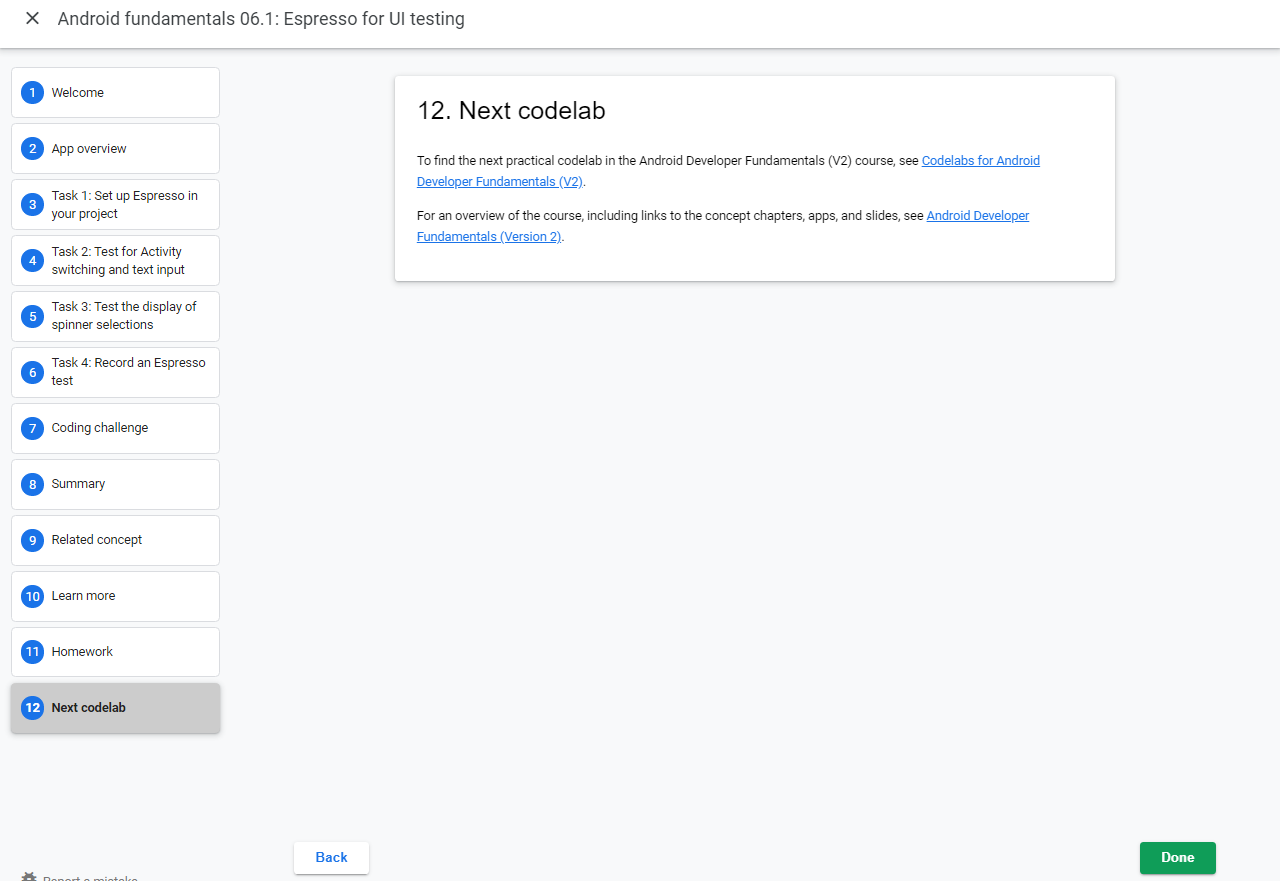 Android fundamentals 06.1: Espresso for UI testing
1 Welcome
2 App overview
3 Task 1: Set up Espresso in
your project
4 Task 2: Test for Activity
switching and text input
5 Task 3: Test the display of
spinner selections
6 Task 4: Record an Espresso
test
7 Coding challenge
8 Summary
9 Related concept
10 Learn more
11 Homework
12 Next codelab
12. Next codelab
To find the next practical codelab in the Android Developer Fundamentals (V2) course, see Codelabs for Android
Developer Fundamentals (V2).
For an overview of the course, including links to the concept chapters, apps, and slides, see Android Developer
Fundamentals (Version 2).
Back
Done
Report a mistake